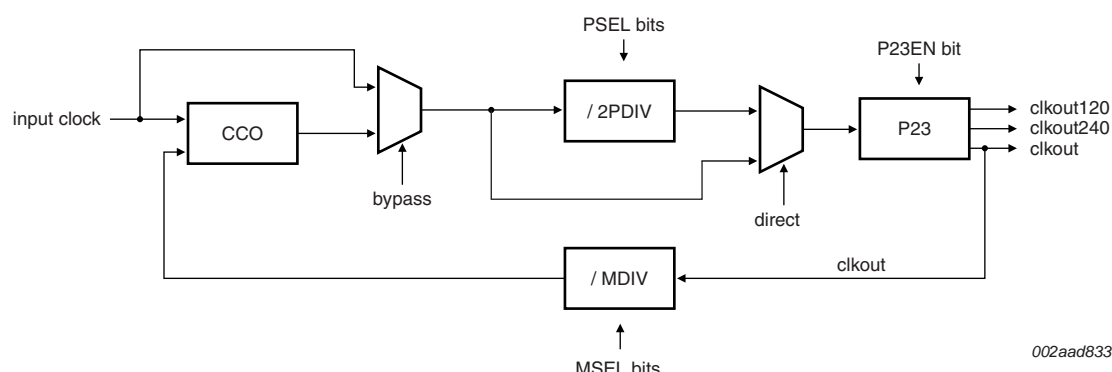 PSEL bits
P23EN bit
input clock
CCO
bypass
/ 2PDIV
direct
P23
clkout120
clkout240
clkout
/ MDIV
clkout
MSEL bits
002aad833